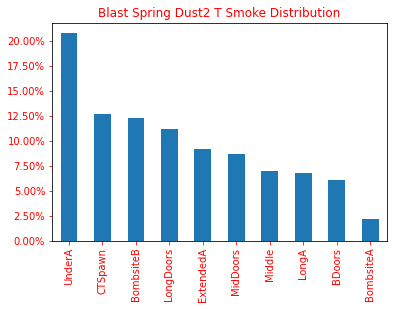 Blast Spring Dust2 T Smoke Distribution
20.00%
17.50%
15.00%
12.50%
10.00%
7.50%
5.00%
2.50%
0.00%
UnderA
CTSpawn
BombsiteB
LongDoors
ExtendedA
MidDoors
Middle
LongA
BDoors
BombsiteA